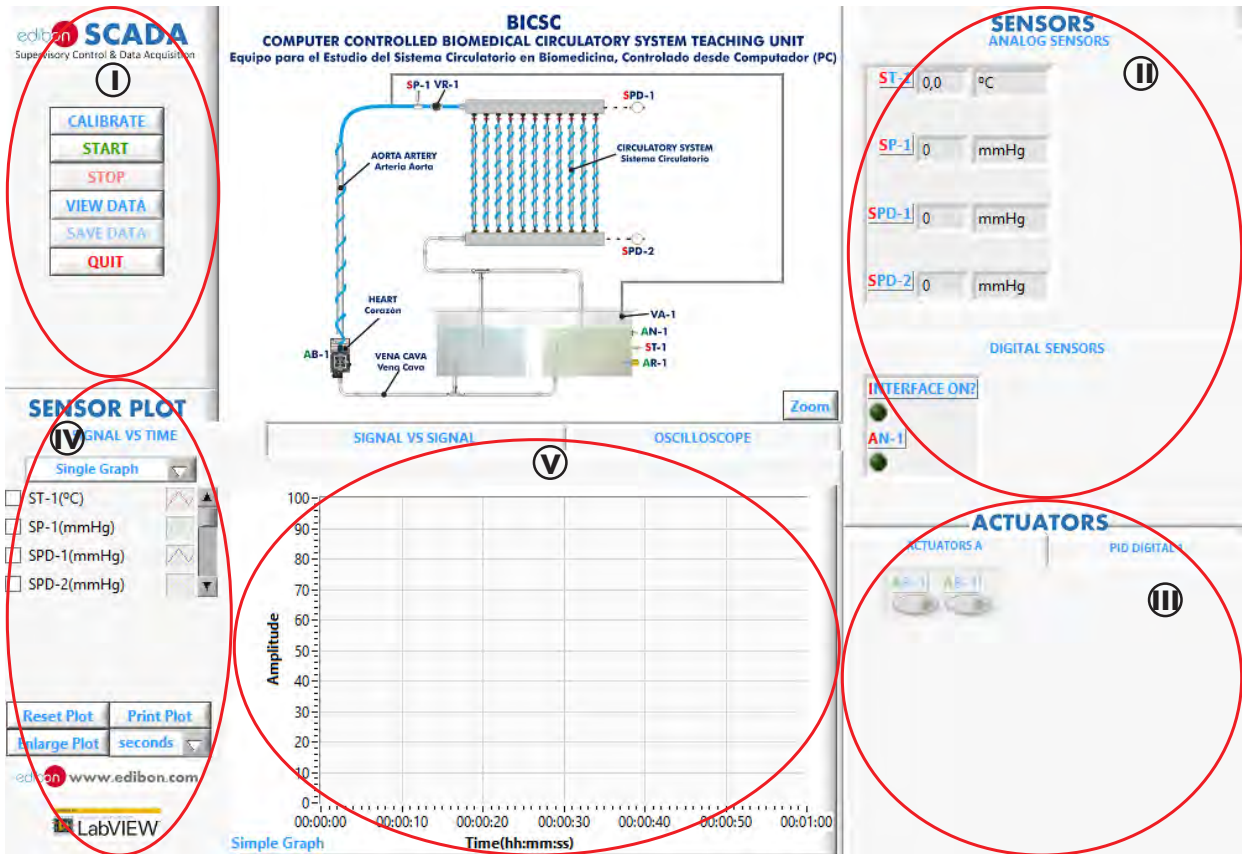 edibon SCADA
Supervisory Control & Data Acquisition
I
CALIBRATE
START
STOP
VIEW DATA
SAVE DATA
QUIT
BICSC
COMPUTER CONTROLLED BIOMEDICAL CIRCULATORY SYSTEM TEACHING UNIT
Equipo para el Estudio del Sistema Circulatorio en Biomedicina, Controlado desde Computador (PC)
SP-1 VR-1
SPD-1
AORTA ARTERY
Arteria Aorta
CIRCULATORY SYSTEM
Sistema Circulatorio
SPD-2
HEART
Corazón
AB-1
VENA CAVA
Vena Cava
VA-1
AN-1
ST-1
AR-1
Zoom
SENSORS
ANALOG SENSORS
II
ST-1 0,0 ºC
SP-1 0 mmHg
SPD-1 0 mmHg
SPD-2 0 mmHg
DIGITAL SENSORS
INTERFACE ON?
AN-1
SENSOR PLOT
IV
SIGNAL VS TIME
Single Graph
ST-1(ºC)
SP-1(mmHg)
SPD-1(mmHg)
SPD-2(mmHg)
Reset Plot Print Plot
Enlarge Plot seconds
edibon www.edibon.com
LabVIEW
SIGNAL VS SIGNAL OSCILLOSCOPE
V
100
90
80
70
60
50
40
30
20
10
0
Amplitude
00:00:00 00:00:10 00:00:20 00:00:30 00:00:40 00:00:50 00:01:00
Simple Graph Time(hh:mm:ss)
ACTUATORS
ACTUATORS A PID DIGITAL 1
III